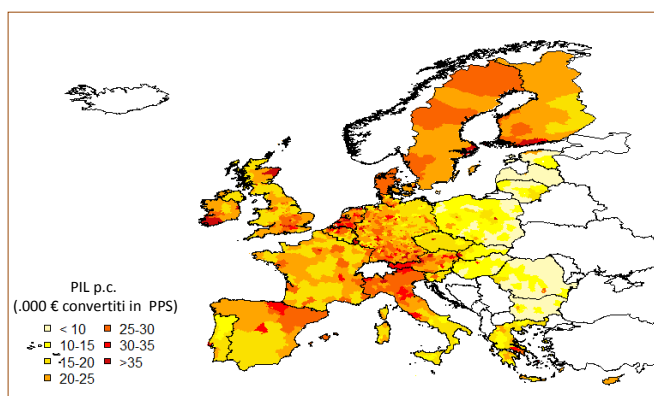 PIL p.c.
(.000 € convertiti in PPS)
< 10 25-30
10-15 30-35
15-20 >35
20-25